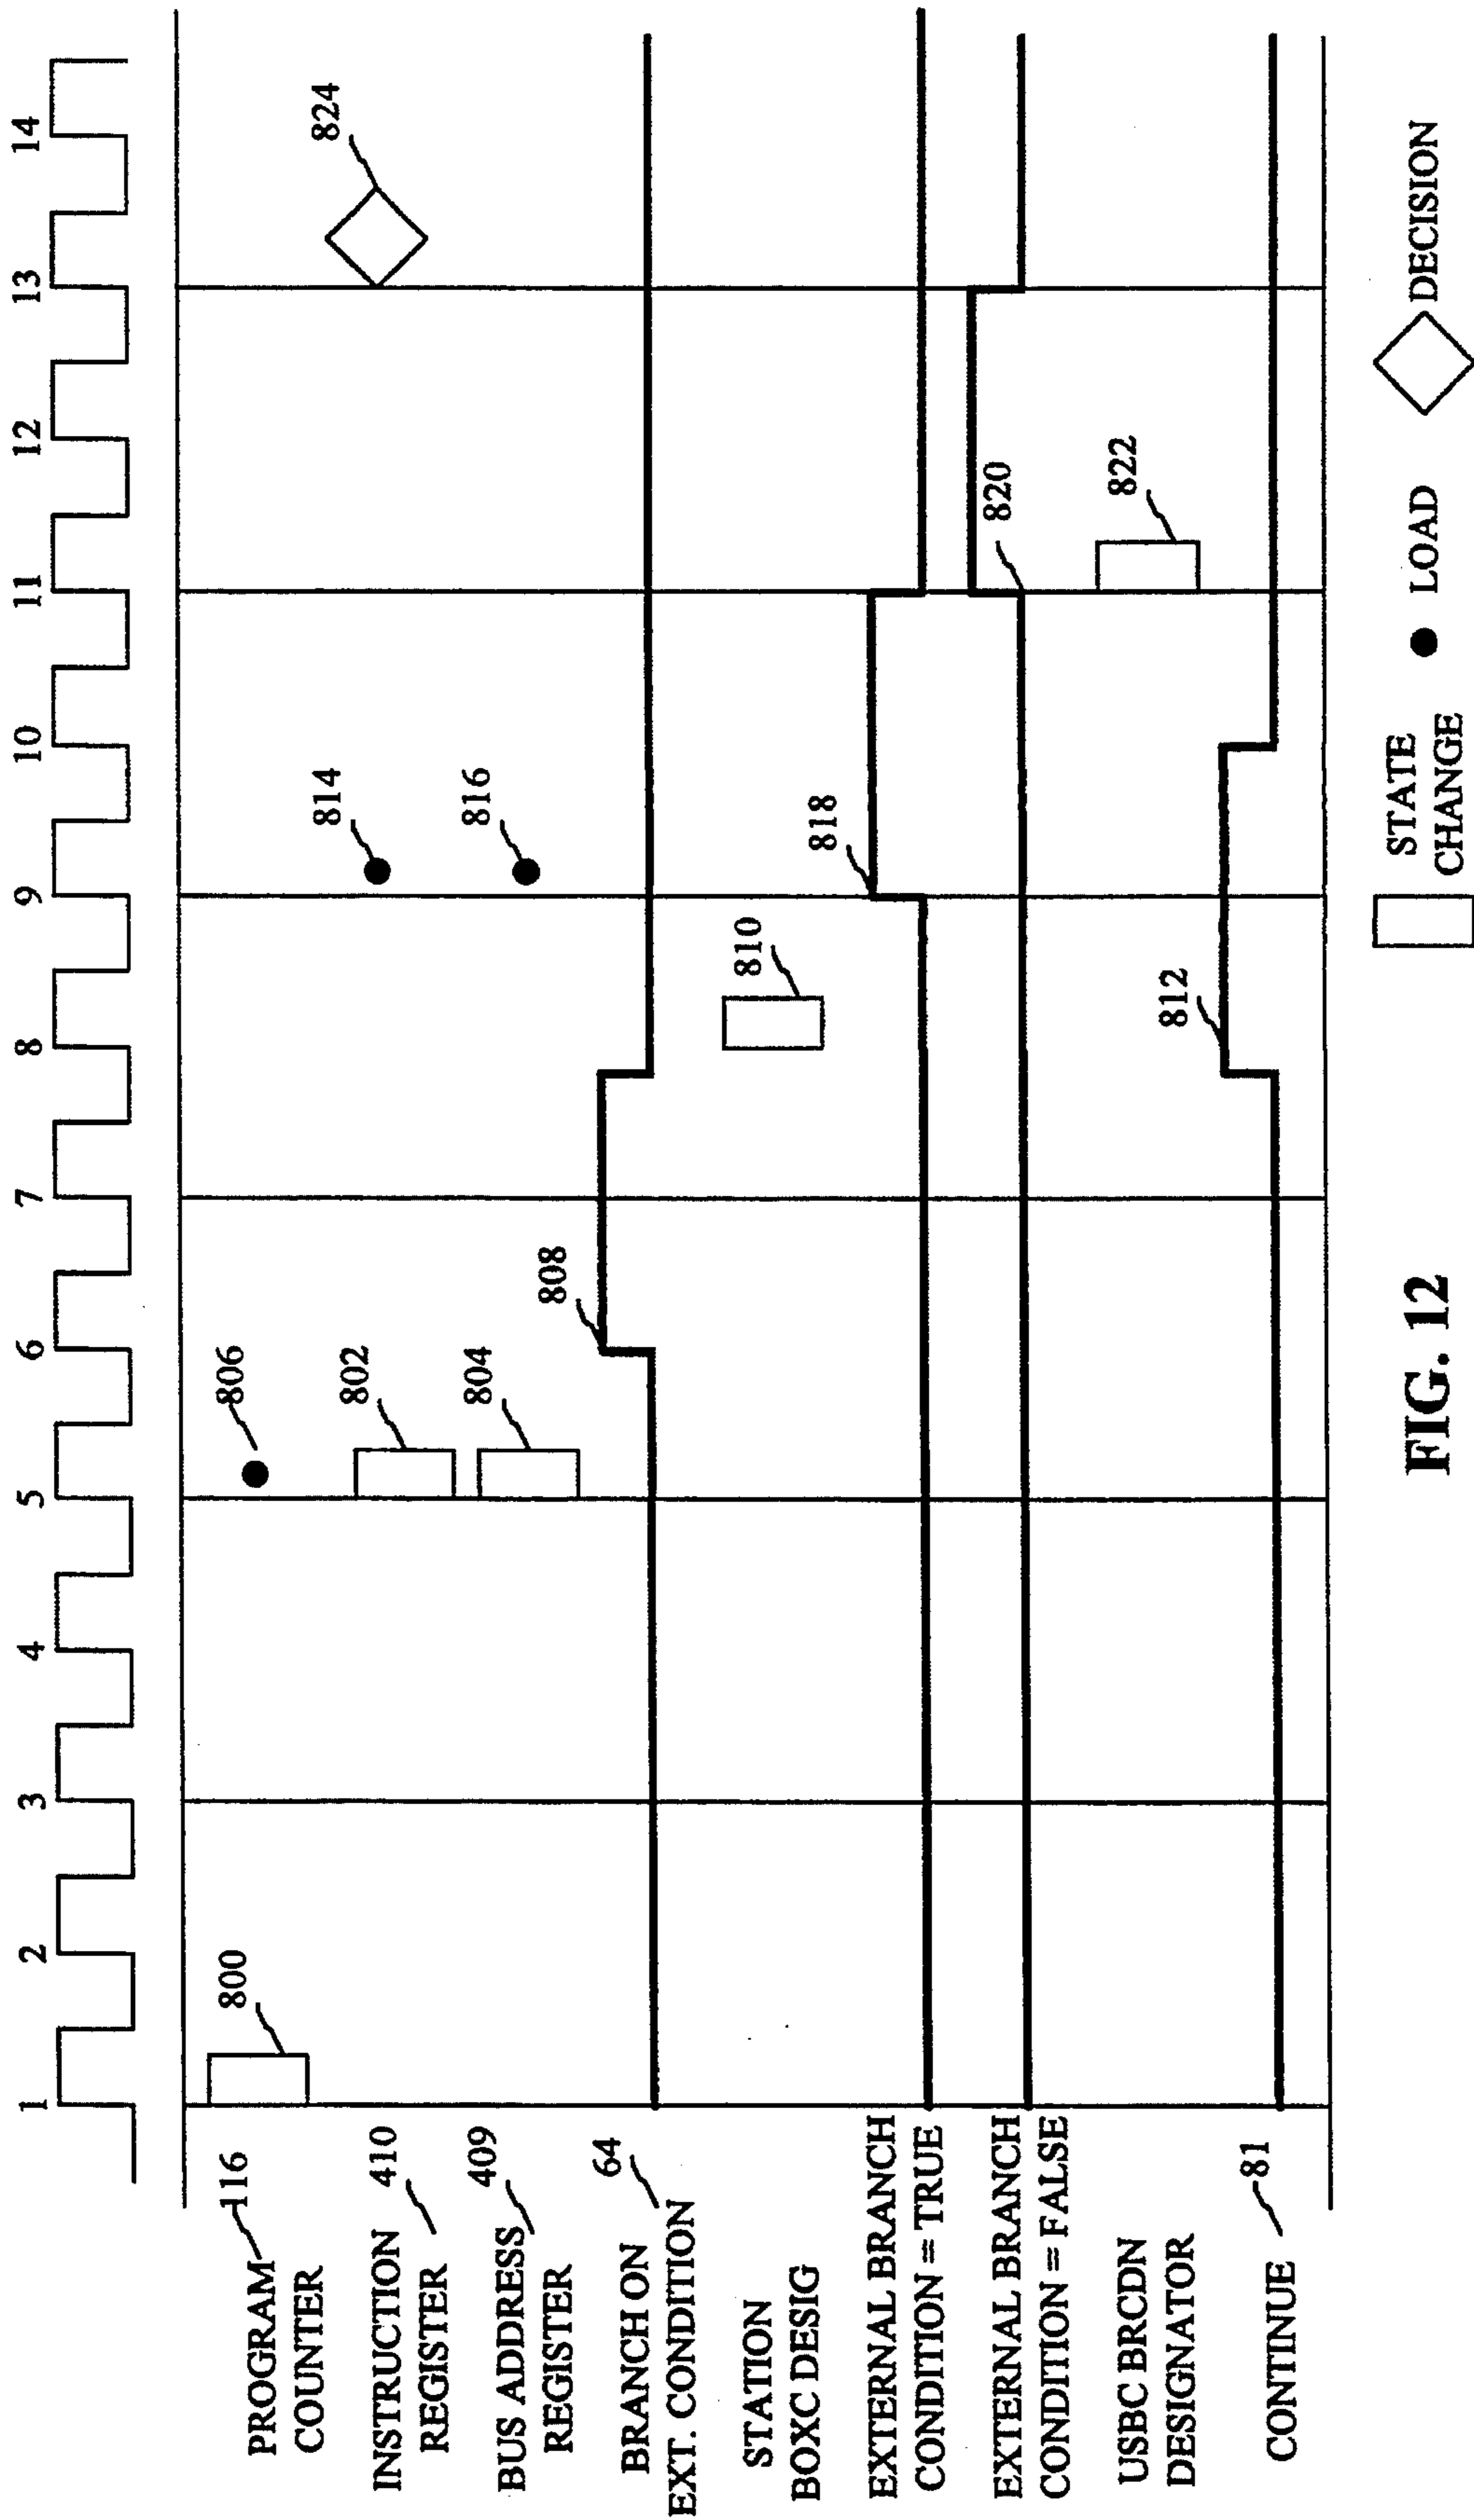 1 2 3 4 5 6 7 8 9 10 11 12 13 14
PROGRAM 116
COUNTER
800
806
INSTRUCTION 410
REGISTER
802
814
824
BUS ADDRESS 409
REGISTER
804
816
BRANCH ON 64
EXT. CONDITION
808
STATION
BOXC DESIG
810
EXTERNAL BRANCH
CONDITION = TRUE
818
EXTERNAL BRANCH
CONDITION = FALSE
820
USBC BRCDN
DESIGNATOR
822
CONTINUE 81
812
STATE
CHANGE
LOAD
DECISION
FIG. 12